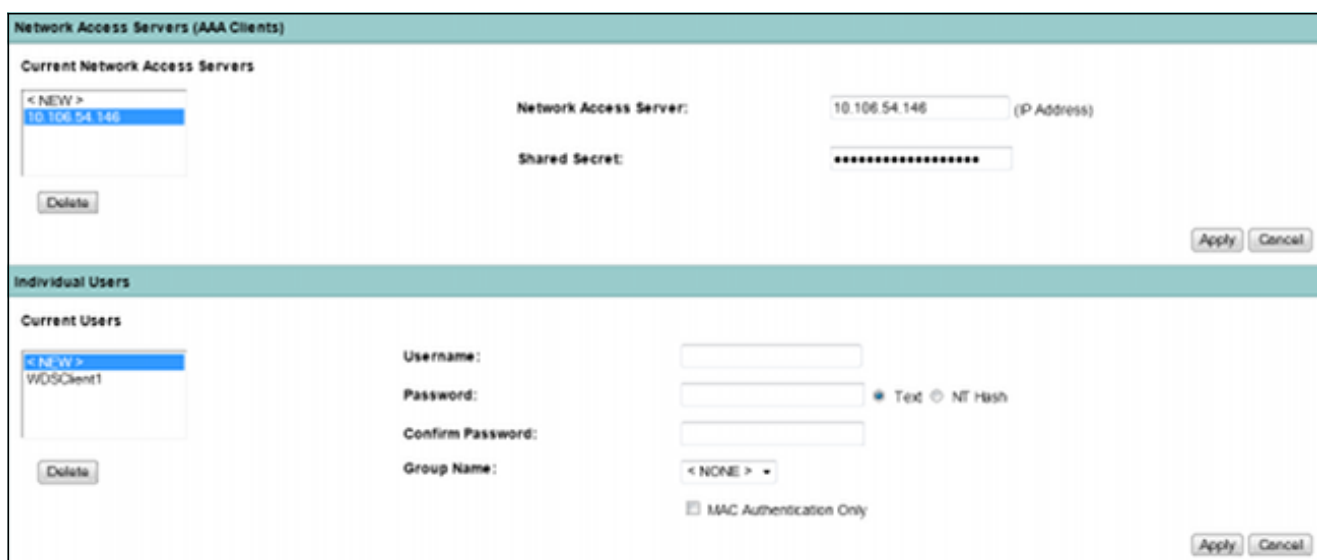 Network Access Servers (AAA Clients)
Current Network Access Servers
< NEW >
10.106.54.146
Network Access Server: 10.106.54.146 (IP Address)
Shared Secret: ••••••••••••••••••
Delete
Apply Cancel
Individual Users
Current Users
< NEW >
WDSClient1
Username:
Password: Text NT Hash
Confirm Password:
Group Name: < NONE >
MAC Authentication Only
Delete
Apply Cancel